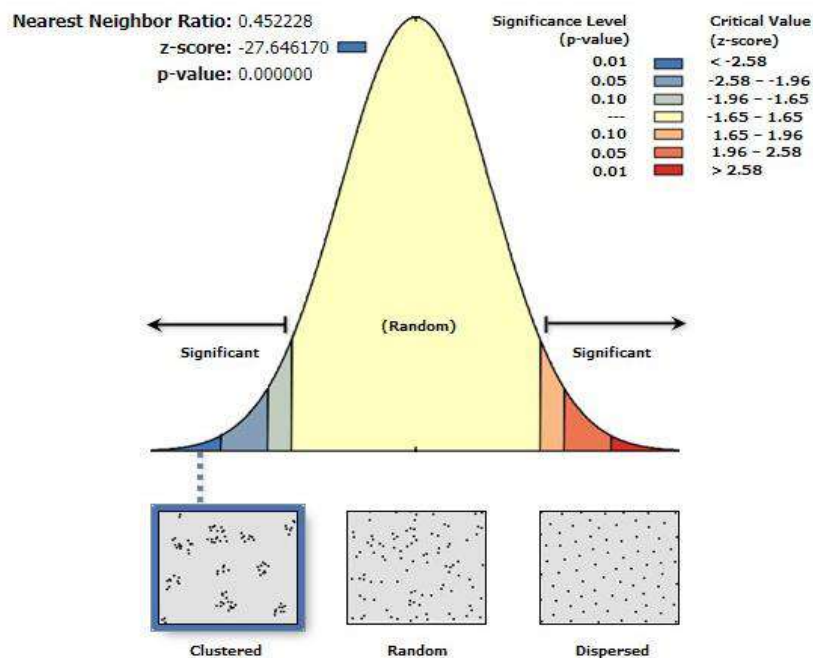 Nearest Neighbor Ratio: 0.452228
z-score: -27.646170
p-value: 0.000000
Significance Level
(p-value)
Critical Value
(z-score)
0.01 < -2.58
0.05 -2.58 – -1.96
0.10 -1.96 – -1.65
--- -1.65 – 1.65
0.10 1.65 – 1.96
0.05 1.96 – 2.58
0.01 > 2.58
(Random)
Significant
Significant
Clustered
Random
Dispersed